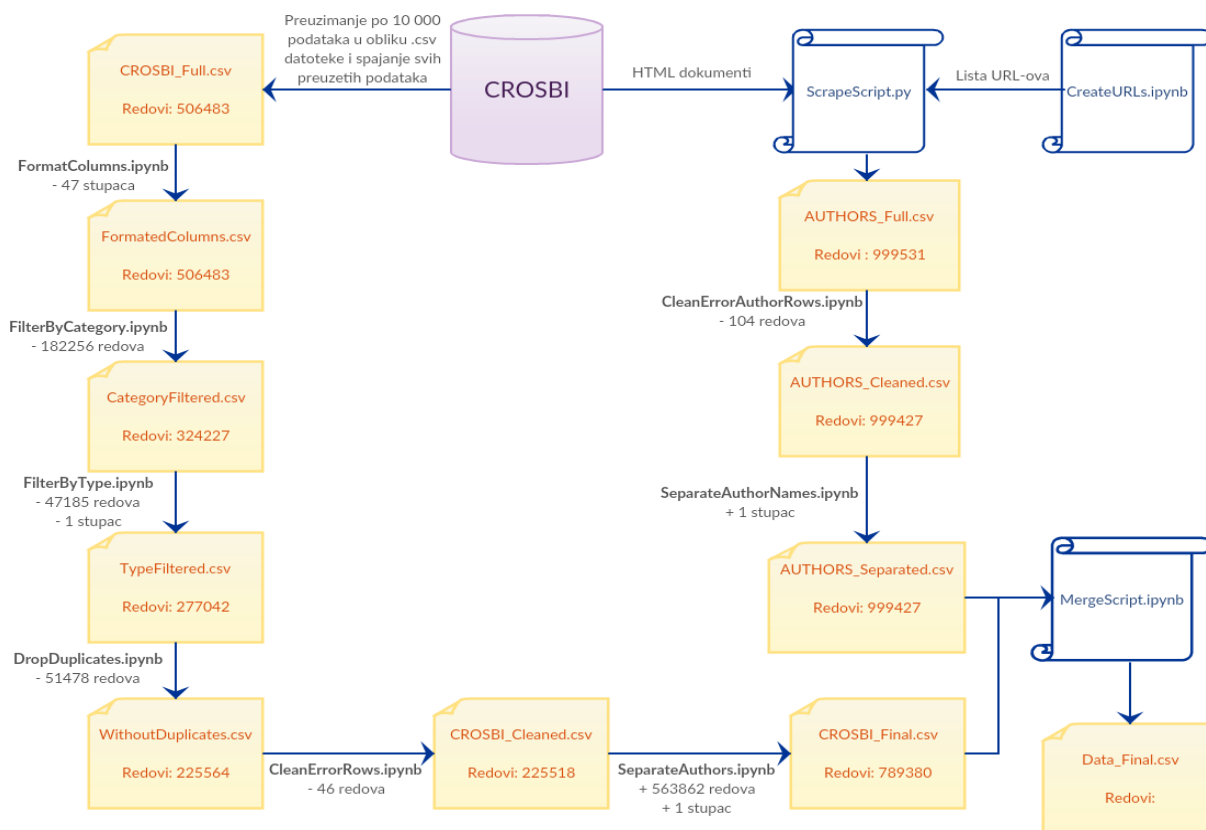 Preuzimanje po 10 000
podataka u obliku .csv
datoteke i spajanje svih
preuzetih podataka
CROSBI_Full.csv
Redovi: 506483
CROSBI
HTML dokumenti
ScrapeScript.py
Lista URL-ova
CreateURLs.ipynb
FormatColumns.ipynb
- 47 stupaca
FormatedColumns.csv
Redovi: 506483
FilterByCategory.ipynb
- 182256 redova
CategoryFiltered.csv
Redovi: 324227
FilterByType.ipynb
- 47185 redova
- 1 stupac
TypeFiltered.csv
Redovi: 277042
DropDuplicates.ipynb
- 51478 redova
WithoutDuplicates.csv
Redovi: 225564
CleanErrorRows.ipynb
- 46 redova
CROSBI_Cleaned.csv
Redovi: 225518
SeparateAuthors.ipynb
+ 563862 redova
+ 1 stupac
CROSBI_Final.csv
Redovi: 789380
AUTHORS_Full.csv
Redovi : 999531
CleanErrorAuthorRows.ipynb
- 104 redova
AUTHORS_Cleaned.csv
Redovi: 999427
SeparateAuthorNames.ipynb
+ 1 stupac
AUTHORS_Separated.csv
Redovi: 999427
MergeScript.ipynb
Data_Final.csv
Redovi: